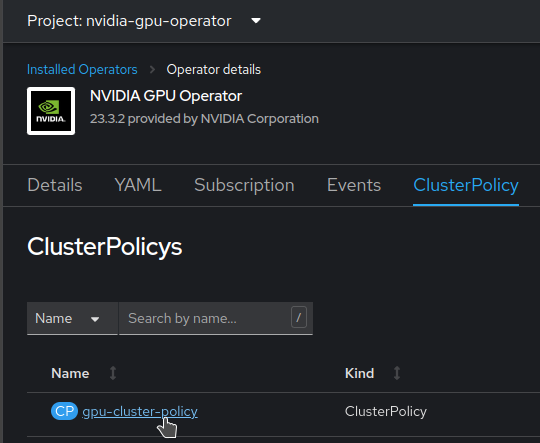 Project: nvidia-gpu-operator
Installed Operators > Operator details
NVIDIA GPU Operator
NVIDIA.
23.3.2 provided by NVIDIA Corporation
Details YAML Subscription Events ClusterPolicy
ClusterPolicys
Name Search by name... /
Name Kind
CP gpu-cluster-policy ClusterPolicy